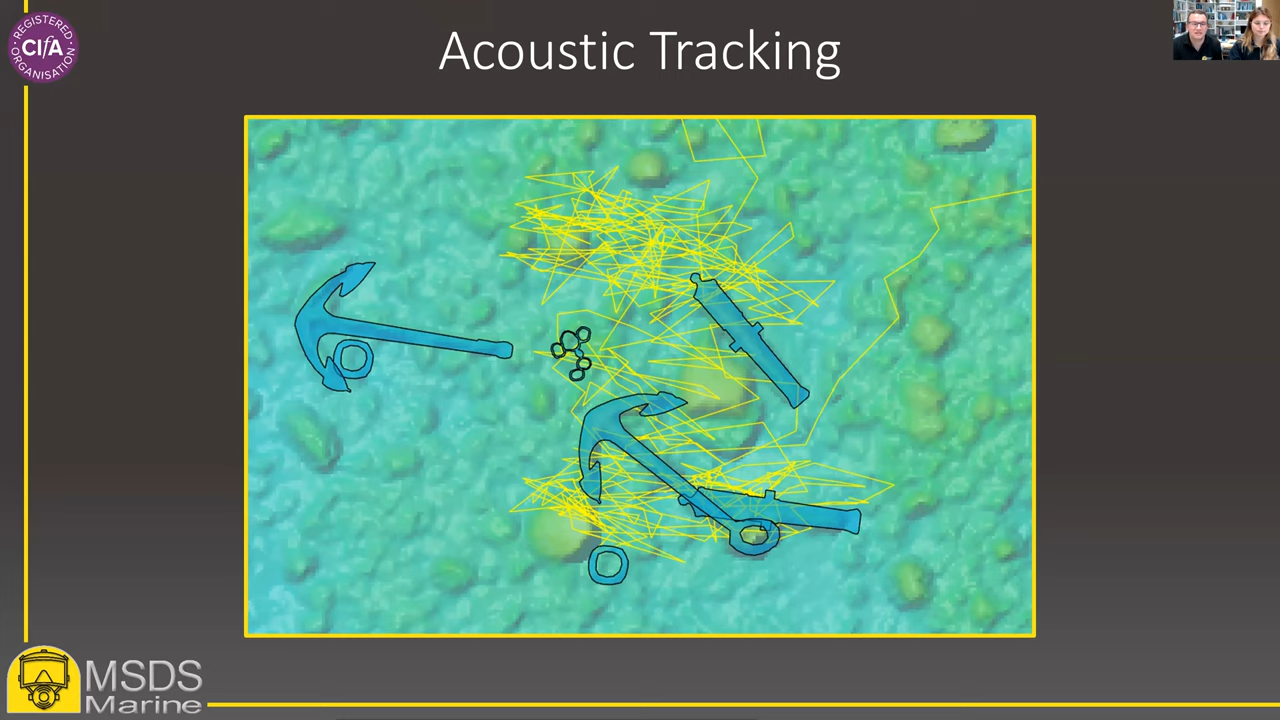 Acoustic Tracking
REGISTERED
CIfA
ORGANISATION
MSDS
Marine